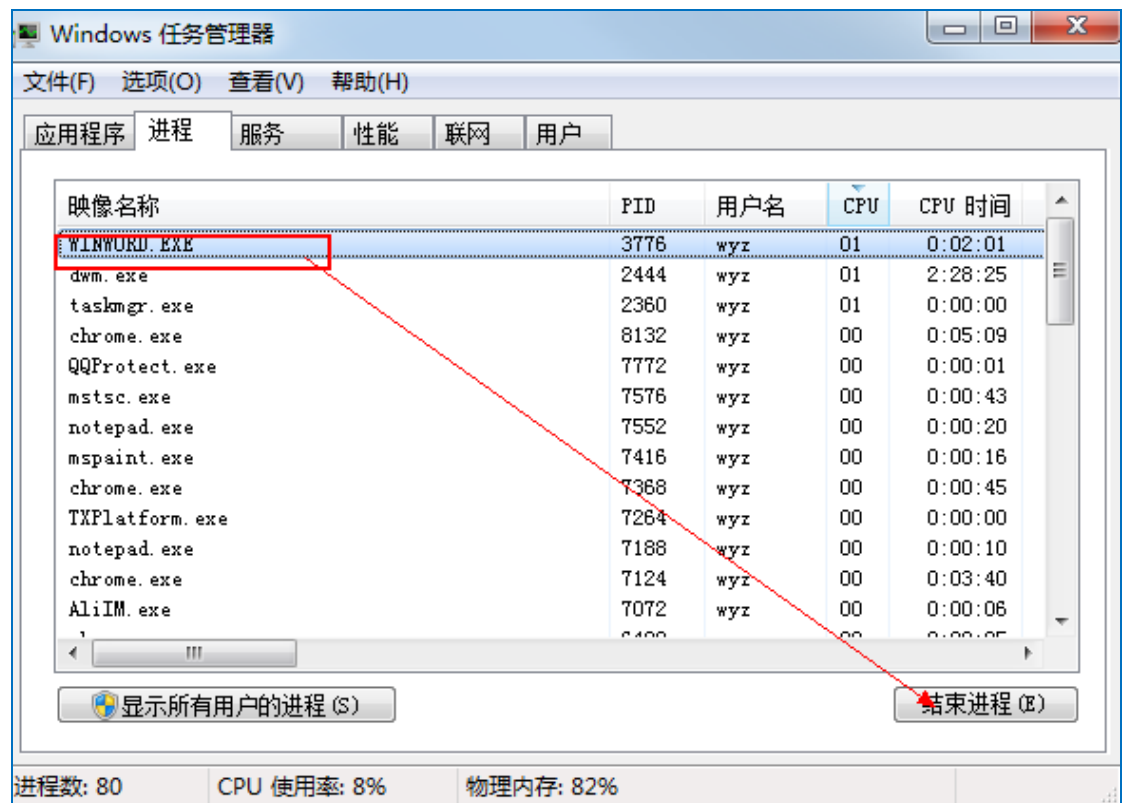 Windows 任务管理器
文件(F) 选项(O) 查看(V) 帮助(H)
应用程序 进程 服务 性能 联网 用户
映像名称 PID 用户名 CPU CPU 时间
WINWORD.EXE 3776 wyz 01 0:02:01
dwm.exe 2444 wyz 01 2:28:25
taskmgr.exe 2360 wyz 01 0:00:00
chrome.exe 8132 wyz 00 0:05:09
QQProtect.exe 7772 wyz 00 0:00:01
mstsc.exe 7576 wyz 00 0:00:43
notepad.exe 7552 wyz 00 0:00:20
mspaint.exe 7416 wyz 00 0:00:16
chrome.exe 7368 wyz 00 0:00:45
TXPlatform.exe 7264 wyz 00 0:00:00
notepad.exe 7188 wyz 00 0:00:10
chrome.exe 7124 wyz 00 0:03:40
AliIM.exe 7072 wyz 00 0:00:06
显示所有用户的进程(S) 结束进程(E)
进程数: 80 CPU 使用率: 8% 物理内存: 82%